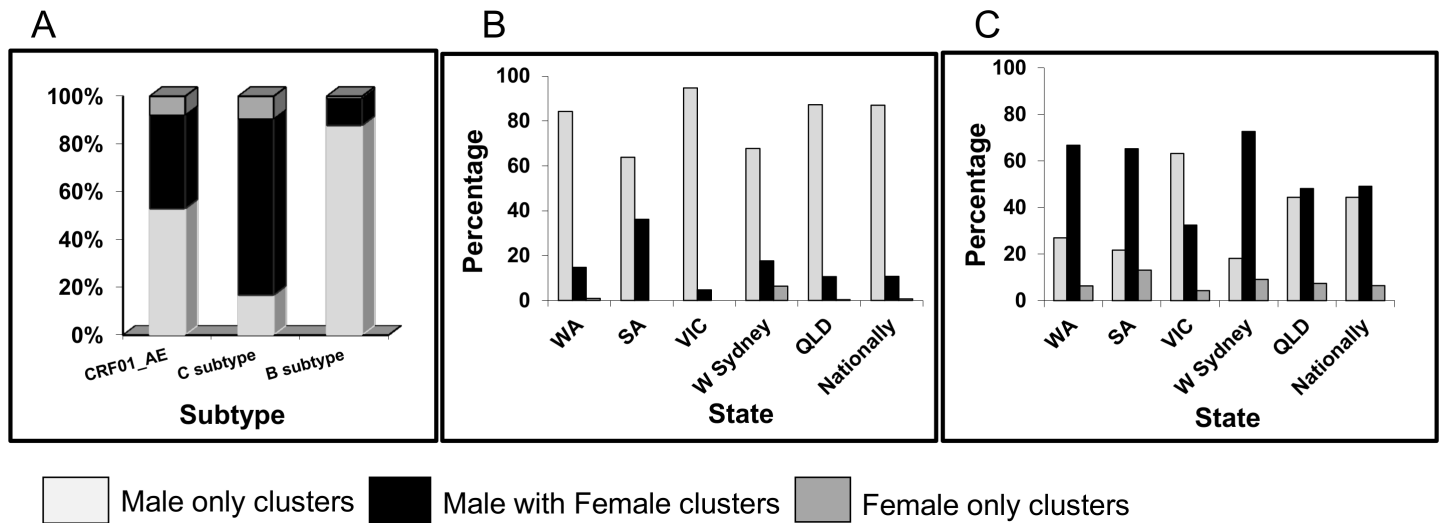 A
100%
80%
60%
40%
20%
0%
CRF01_AE
C subtype
B subtype
Subtype
B
Percentage
100
80
60
40
20
0
WA
SA
VIC
W Sydney
QLD
Nationally
State
C
Percentage
100
80
60
40
20
0
WA
SA
VIC
W Sydney
QLD
Nationally
State
Male only clusters
Male with Female clusters
Female only clusters